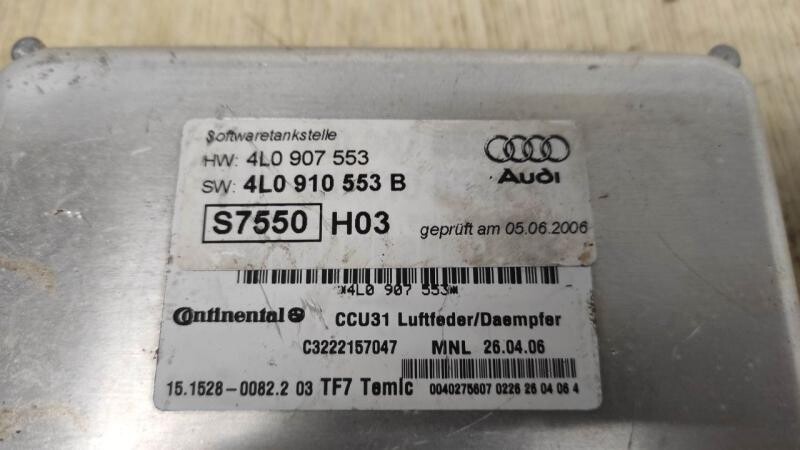 Softwaretankstelle
HW: 4L0 907 553
SW: 4L0 910 553 B
Audi
S7550 H03 geprüft am 05.06.2006
*4L0 907 553*
Continental CCU31 Luftfeder/Daempfer
C3222157047 MNL 26.04.06
15.1528-0082.2 03 TF7 Temic 0040275607 0226 26 04 06 4